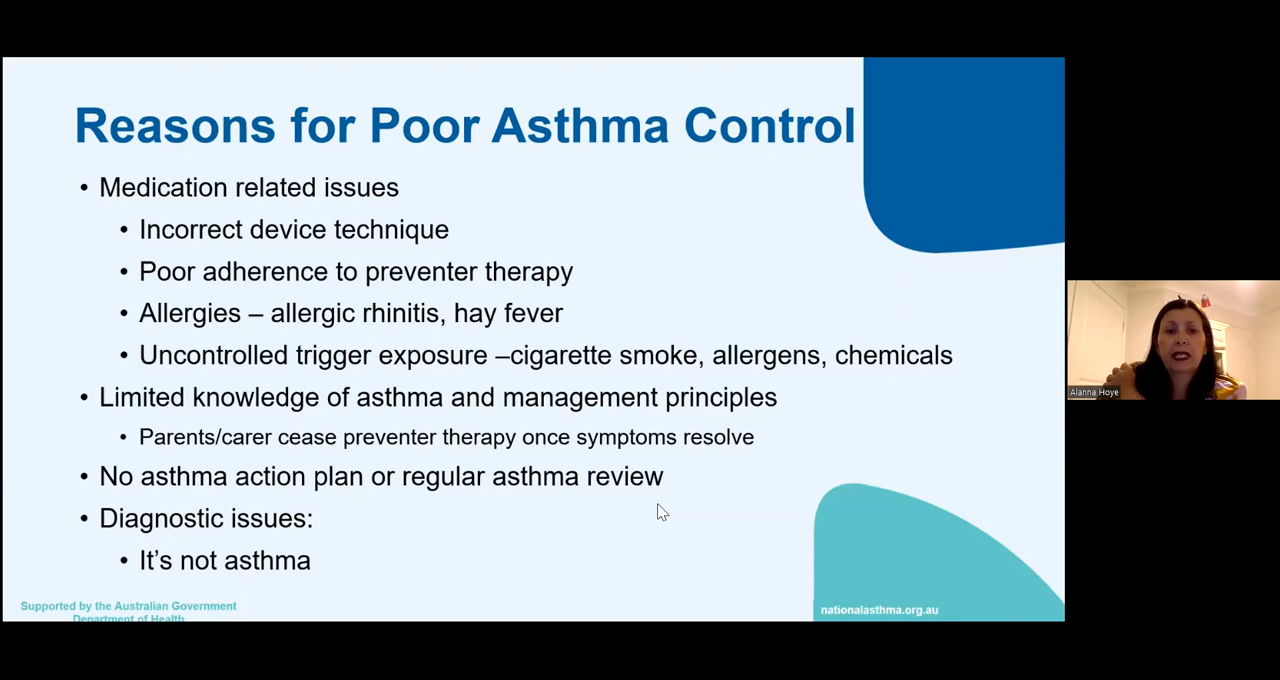 Reasons for Poor Asthma Control
• Medication related issues
• Incorrect device technique
• Poor adherence to preventer therapy
• Allergies – allergic rhinitis, hay fever
• Uncontrolled trigger exposure –cigarette smoke, allergens, chemicals
• Limited knowledge of asthma and management principles
• Parents/carer cease preventer therapy once symptoms resolve
• No asthma action plan or regular asthma review
• Diagnostic issues:
• It’s not asthma
Supported by the Australian Government
Department of Health
nationalasthma.org.au
Alanna Hoye